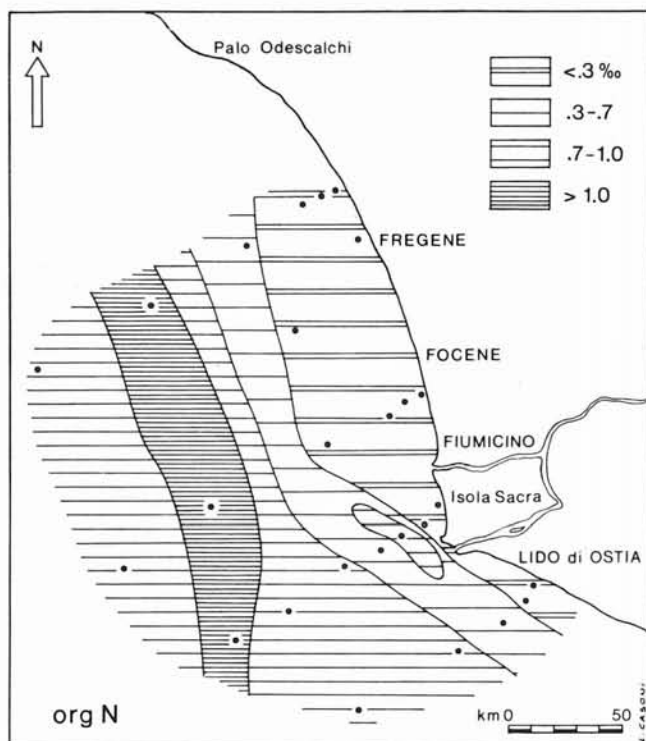 N
Palo Odescalchi
<.3 ‰
.3-.7
.7-1.0
> 1.0
FREGENE
FOCENE
FIUMICINO
Isola Sacra
LIDO di OSTIA
org N
km 0 50